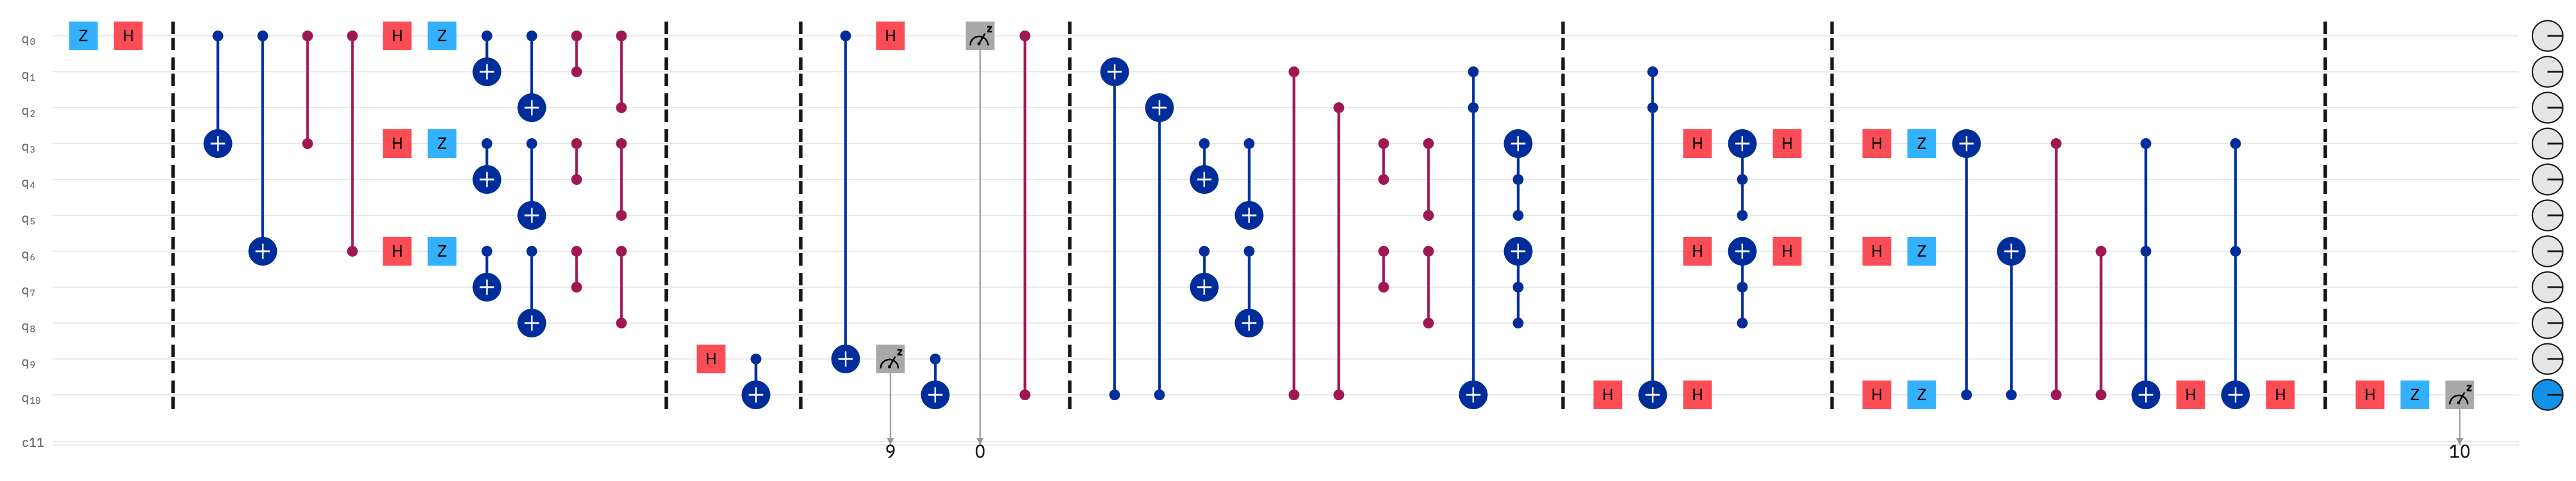 q0 Z H H Z H z
q1
q2
q3 H Z H H H Z
q4
q5
q6 H Z H H H Z
q7
q8
q9 H z
q10 H H H Z H H H Z z
c11 9 0 10